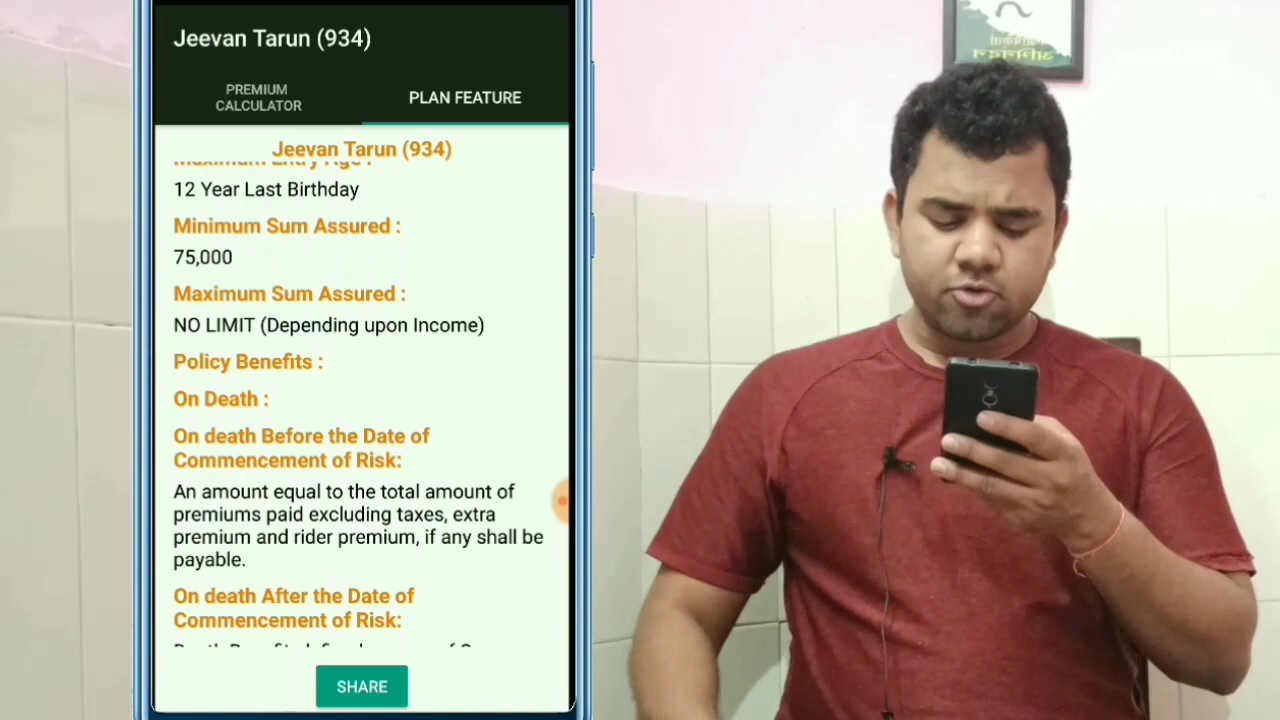 Jeevan Tarun (934)
PREMIUM
CALCULATOR
PLAN FEATURE
Jeevan Tarun (934)
Maximum Entry Age :
12 Year Last Birthday
Minimum Sum Assured :
75,000
Maximum Sum Assured :
NO LIMIT (Depending upon Income)
Policy Benefits :
On Death :
On death Before the Date of
Commencement of Risk:
An amount equal to the total amount of
premiums paid excluding taxes, extra
premium and rider premium, if any shall be
payable.
On death After the Date of
Commencement of Risk:
SHARE